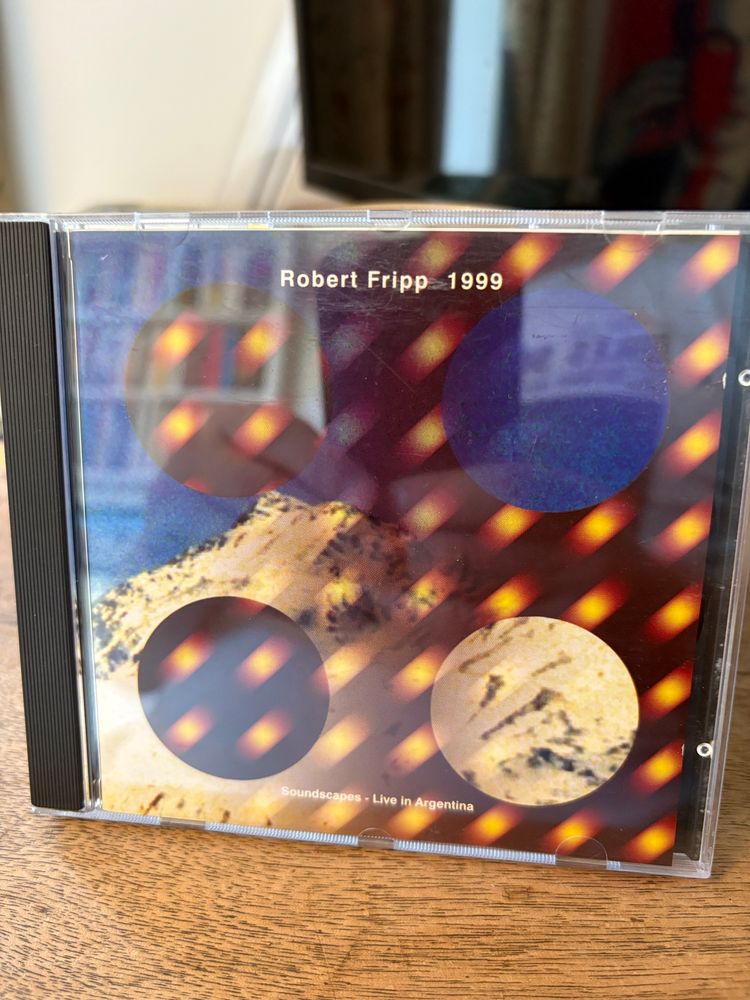 Robert Fripp 1999
Soundscapes - Live in Argentina